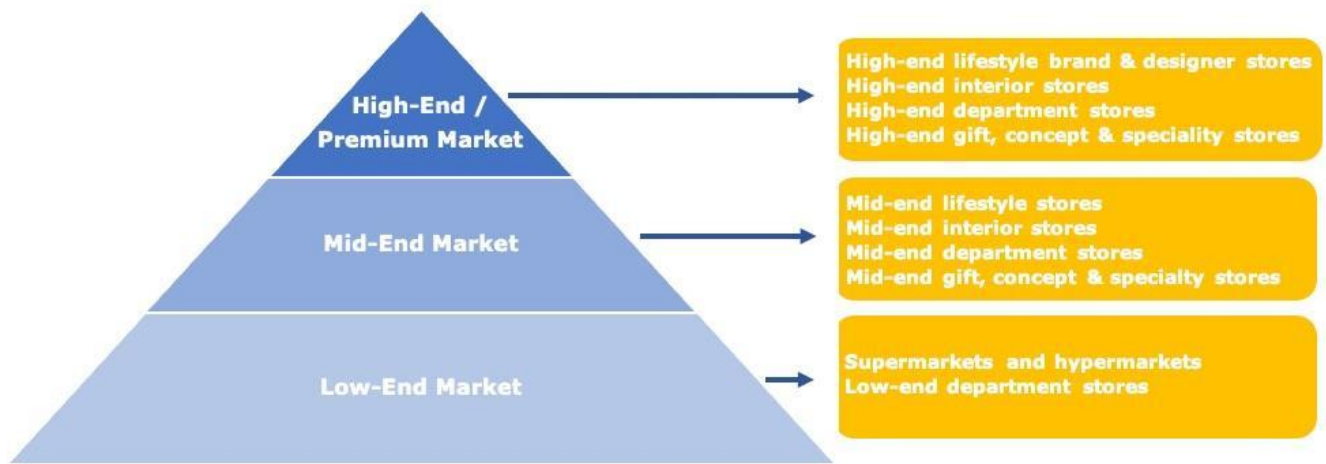 High-End /
Premium Market
High-end lifestyle brand & designer stores
High-end interior stores
High-end department stores
High-end gift, concept & speciality stores
Mid-End Market
Mid-end lifestyle stores
Mid-end interior stores
Mid-end department stores
Mid-end gift, concept & specialty stores
Low-End Market
Supermarkets and hypermarkets
Low-end department stores